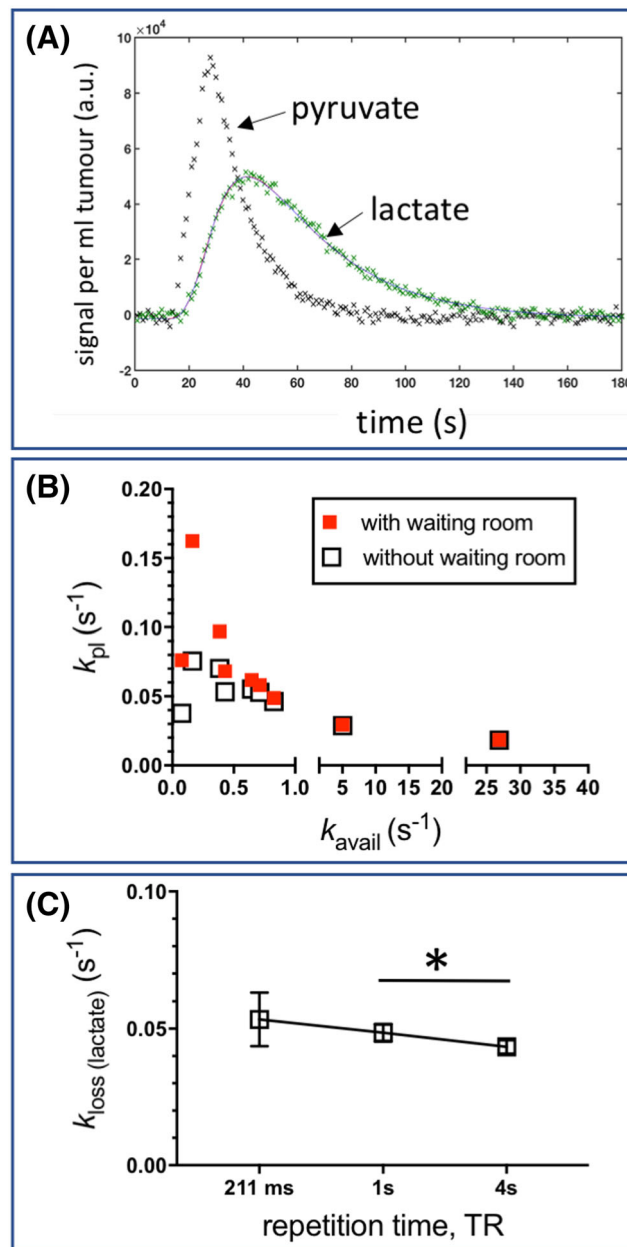 (A)
×10⁴
10
8
6
4
2
0
-2
signal per ml tumour (a.u.)
pyruvate
lactate
0 20 40 60 80 100 120 140 160 180
time (s)
(B)
0.20
0.15
0.10
0.05
0.00
k_pl (s⁻¹)
with waiting room
without waiting room
0.0 0.5 1.0 5 10 15 20 25 30 35 40
k_avail (s⁻¹)
(C)
0.10
0.05
0.00
k_loss (lactate) (s⁻¹)
*
211 ms 1s 4s
repetition time, TR